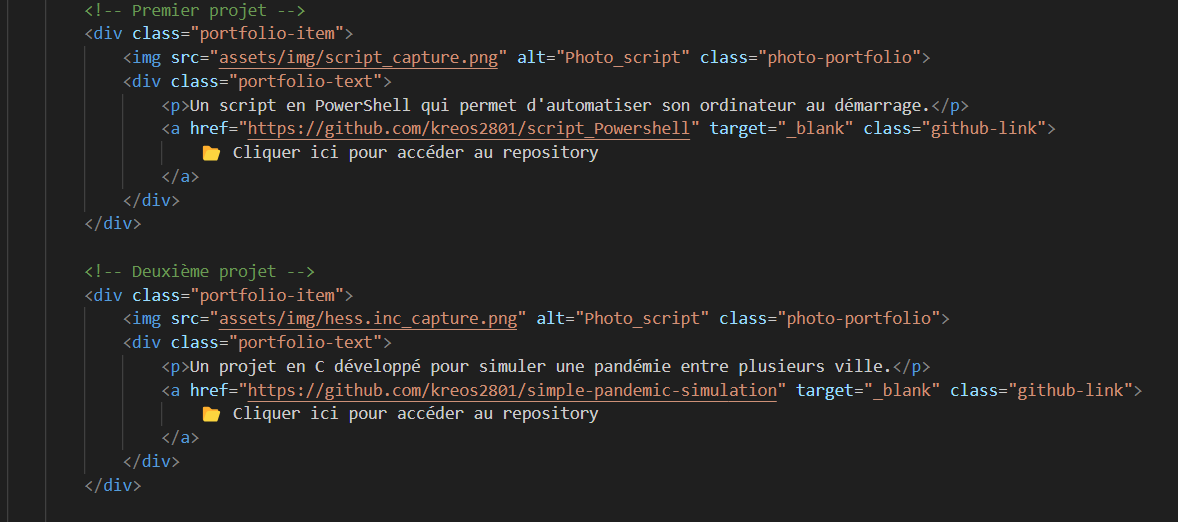 <!-- Premier projet -->
<div class="portfolio-item">
<img src="assets/img/script_capture.png" alt="Photo_script" class="photo-portfolio">
<div class="portfolio-text">
<p>Un script en PowerShell qui permet d'automatiser son ordinateur au démarrage.</p>
<a href="https://github.com/kreos2801/script_Powershell" target="_blank" class="github-link">
📂 Cliquer ici pour accéder au repository
</a>
</div>
</div>
<!-- Deuxième projet -->
<div class="portfolio-item">
<img src="assets/img/hess.inc_capture.png" alt="Photo_script" class="photo-portfolio">
<div class="portfolio-text">
<p>Un projet en C développé pour simuler une pandémie entre plusieurs ville.</p>
<a href="https://github.com/kreos2801/simple-pandemic-simulation" target="_blank" class="github-link">
📂 Cliquer ici pour accéder au repository
</a>
</div>
</div>